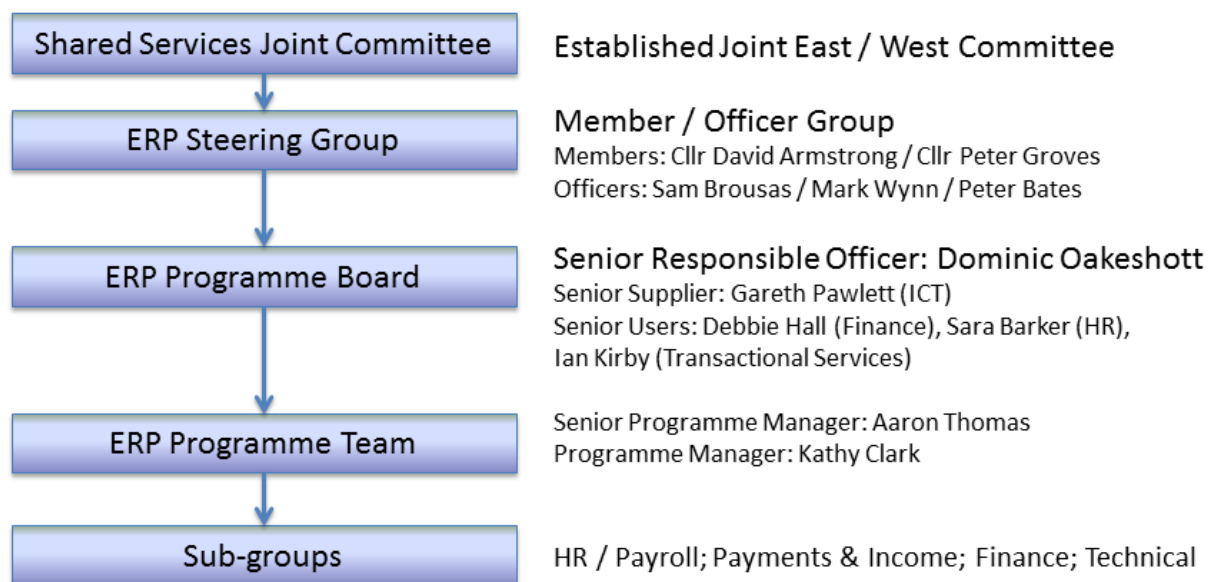 Shared Services Joint Committee
Established Joint East / West Committee
ERP Steering Group
Member / Officer Group
Members: Cllr David Armstrong / Cllr Peter Groves
Officers: Sam Brousas / Mark Wynn / Peter Bates
ERP Programme Board
Senior Responsible Officer: Dominic Oakeshott
Senior Supplier: Gareth Pawlett (ICT)
Senior Users: Debbie Hall (Finance), Sara Barker (HR),
Ian Kirby (Transactional Services)
ERP Programme Team
Senior Programme Manager: Aaron Thomas
Programme Manager: Kathy Clark
Sub-groups
HR / Payroll; Payments & Income; Finance; Technical